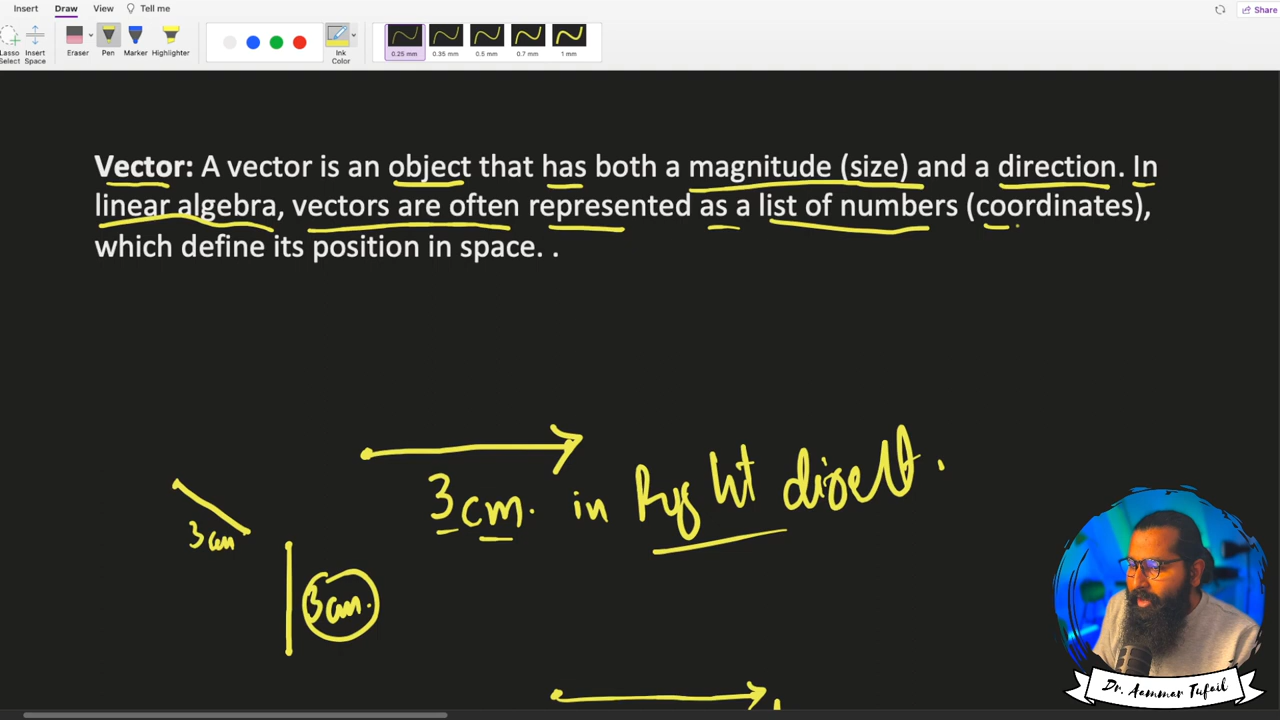 Insert Draw View Tell me Share
Lasso Select
Insert Space
Eraser
Pen
Marker
Highlighter
Ink Color
0.25 mm 0.35 mm 0.5 mm 0.7 mm 1 mm
Vector: A vector is an object that has both a magnitude (size) and a direction. In
linear algebra, vectors are often represented as a list of numbers (coordinates),
which define its position in space. .
3cm. in Right direct.
3cm
3cm.
Dr. Aammar Tufail